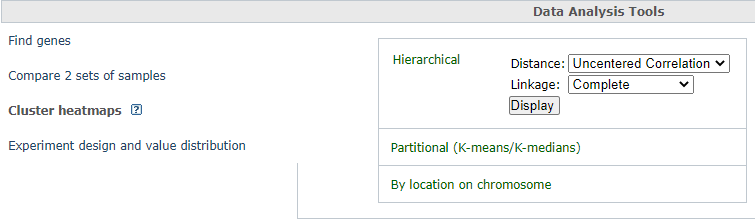 Data Analysis Tools
Find genes
Compare 2 sets of samples
Cluster heatmaps ?
Experiment design and value distribution
Hierarchical
Distance: Uncentered Correlation
Linkage: Complete
Display
Partitional (K-means/K-medians)
By location on chromosome